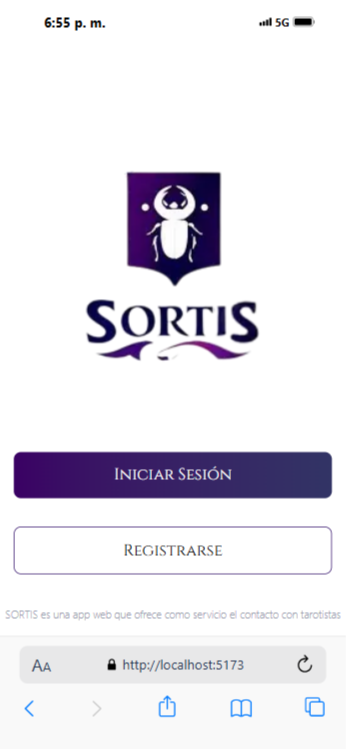 6:55 p. m.
5G
SORTIS
INICIAR SESIÓN
REGISTRARSE
SORTIS es una app web que ofrece como servicio el contacto con tarotistas
AA
http://localhost:5173